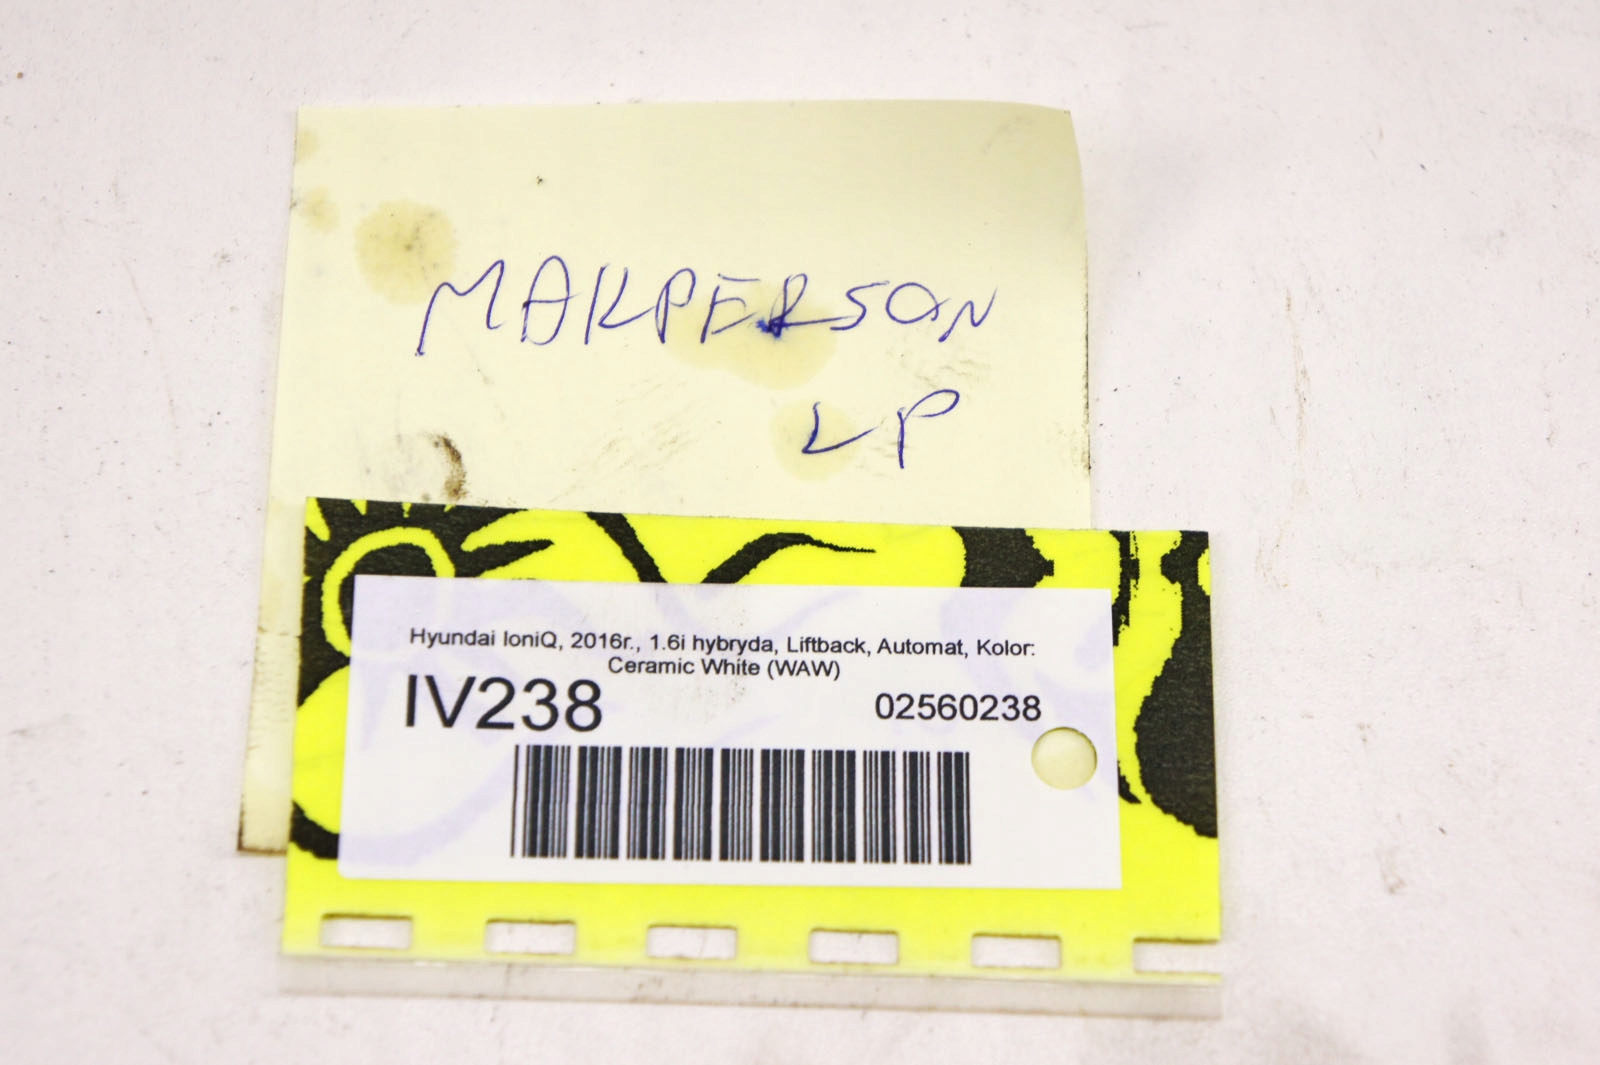 MAKPERSON
LP
Hyundai IoniQ, 2016r., 1.6i hybryda, Liftback, Automat, Kolor:
Ceramic White (WAW)
IV238
02560238